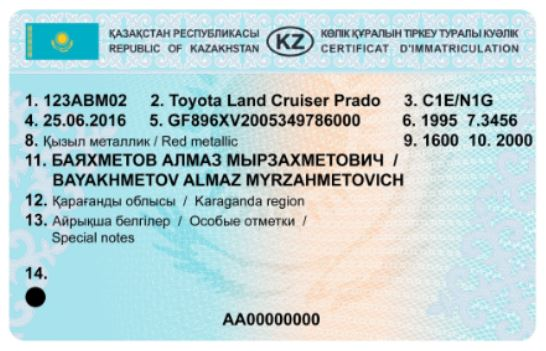 ҚАЗАҚСТАН РЕСПУБЛИКАСЫ
REPUBLIC OF KAZAKHSTAN
KZ
КӨЛІК ҚҰРАЛЫН ТІРКЕУ ТУРАЛЫ КУӘЛІК
CERTIFICAT D'IMMATRICULATION
1. 123ABM02 2. Toyota Land Cruiser Prado 3. C1E/N1G
4. 25.06.2016 5. GF896XV2005349786000 6. 1995 7.3456
8. Қызыл металлик / Red metallic 9. 1600 10. 2000
11. БАЯХМЕТОВ АЛМАЗ МЫРЗАХМЕТОВИЧ /
BAYAKHMETOV ALMAZ MYRZAHMETOVICH
12. Қарағанды облысы / Karaganda region
13. Айрықша белгілер / Особые отметки /
Special notes
14.
AA00000000